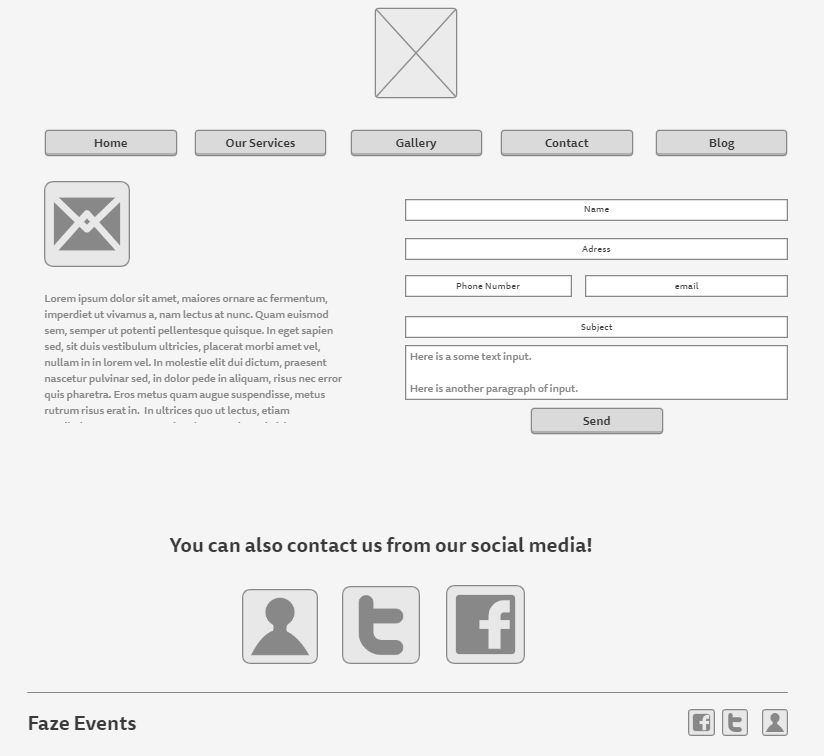 Home
Our Services
Gallery
Contact
Blog
Lorem ipsum dolor sit amet, maiores ornare ac fermentum,
imperdiet ut vivamus a, nam lectus at nunc. Quam euismod
sem, semper ut potenti pellentesque quisque. In eget sapien
sed, sit duis vestibulum ultricies, placerat morbi amet vel,
nullam in in lorem vel. In molestie elit dui dictum, praesent
nascetur pulvinar sed, in dolor pede in aliquam, risus nec error
quis pharetra. Eros metus quam augue suspendisse, metus
rutrum risus erat in.  In ultrices quo ut lectus, etiam
Name
Adress
Phone Number
email
Subject
Here is a some text input.
Here is another paragraph of input.
Send
You can also contact us from our social media!
Faze Events